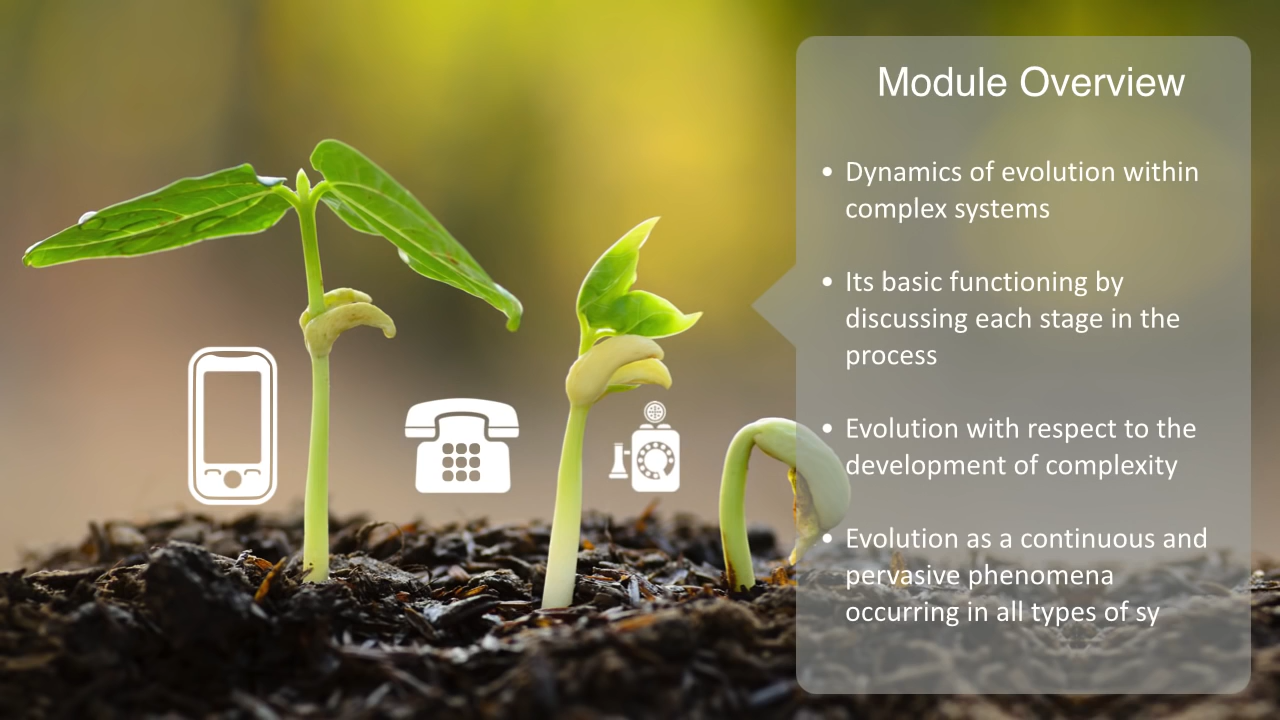 Module Overview
• Dynamics of evolution within
complex systems
• Its basic functioning by
discussing each stage in the
process
• Evolution with respect to the
development of complexity
• Evolution as a continuous and
pervasive phenomena
occurring in all types of sy